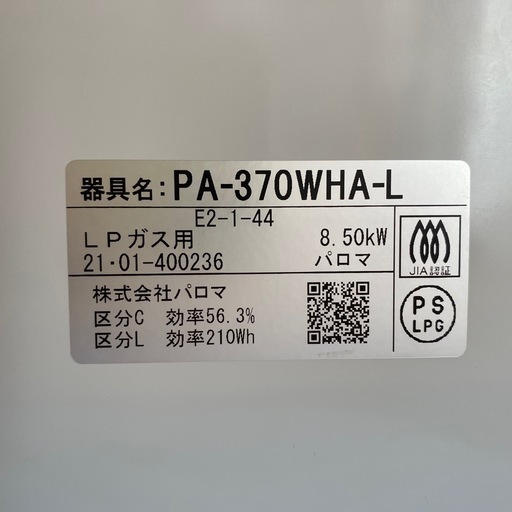 器具名:PA-370WHA-L
E2-1-44
LPガス用 8.50kW
21・01-400236 パロマ
JIA認証
株式会社パロマ
区分C 効率56.3%
区分L 効率210Wh
PS
LPG